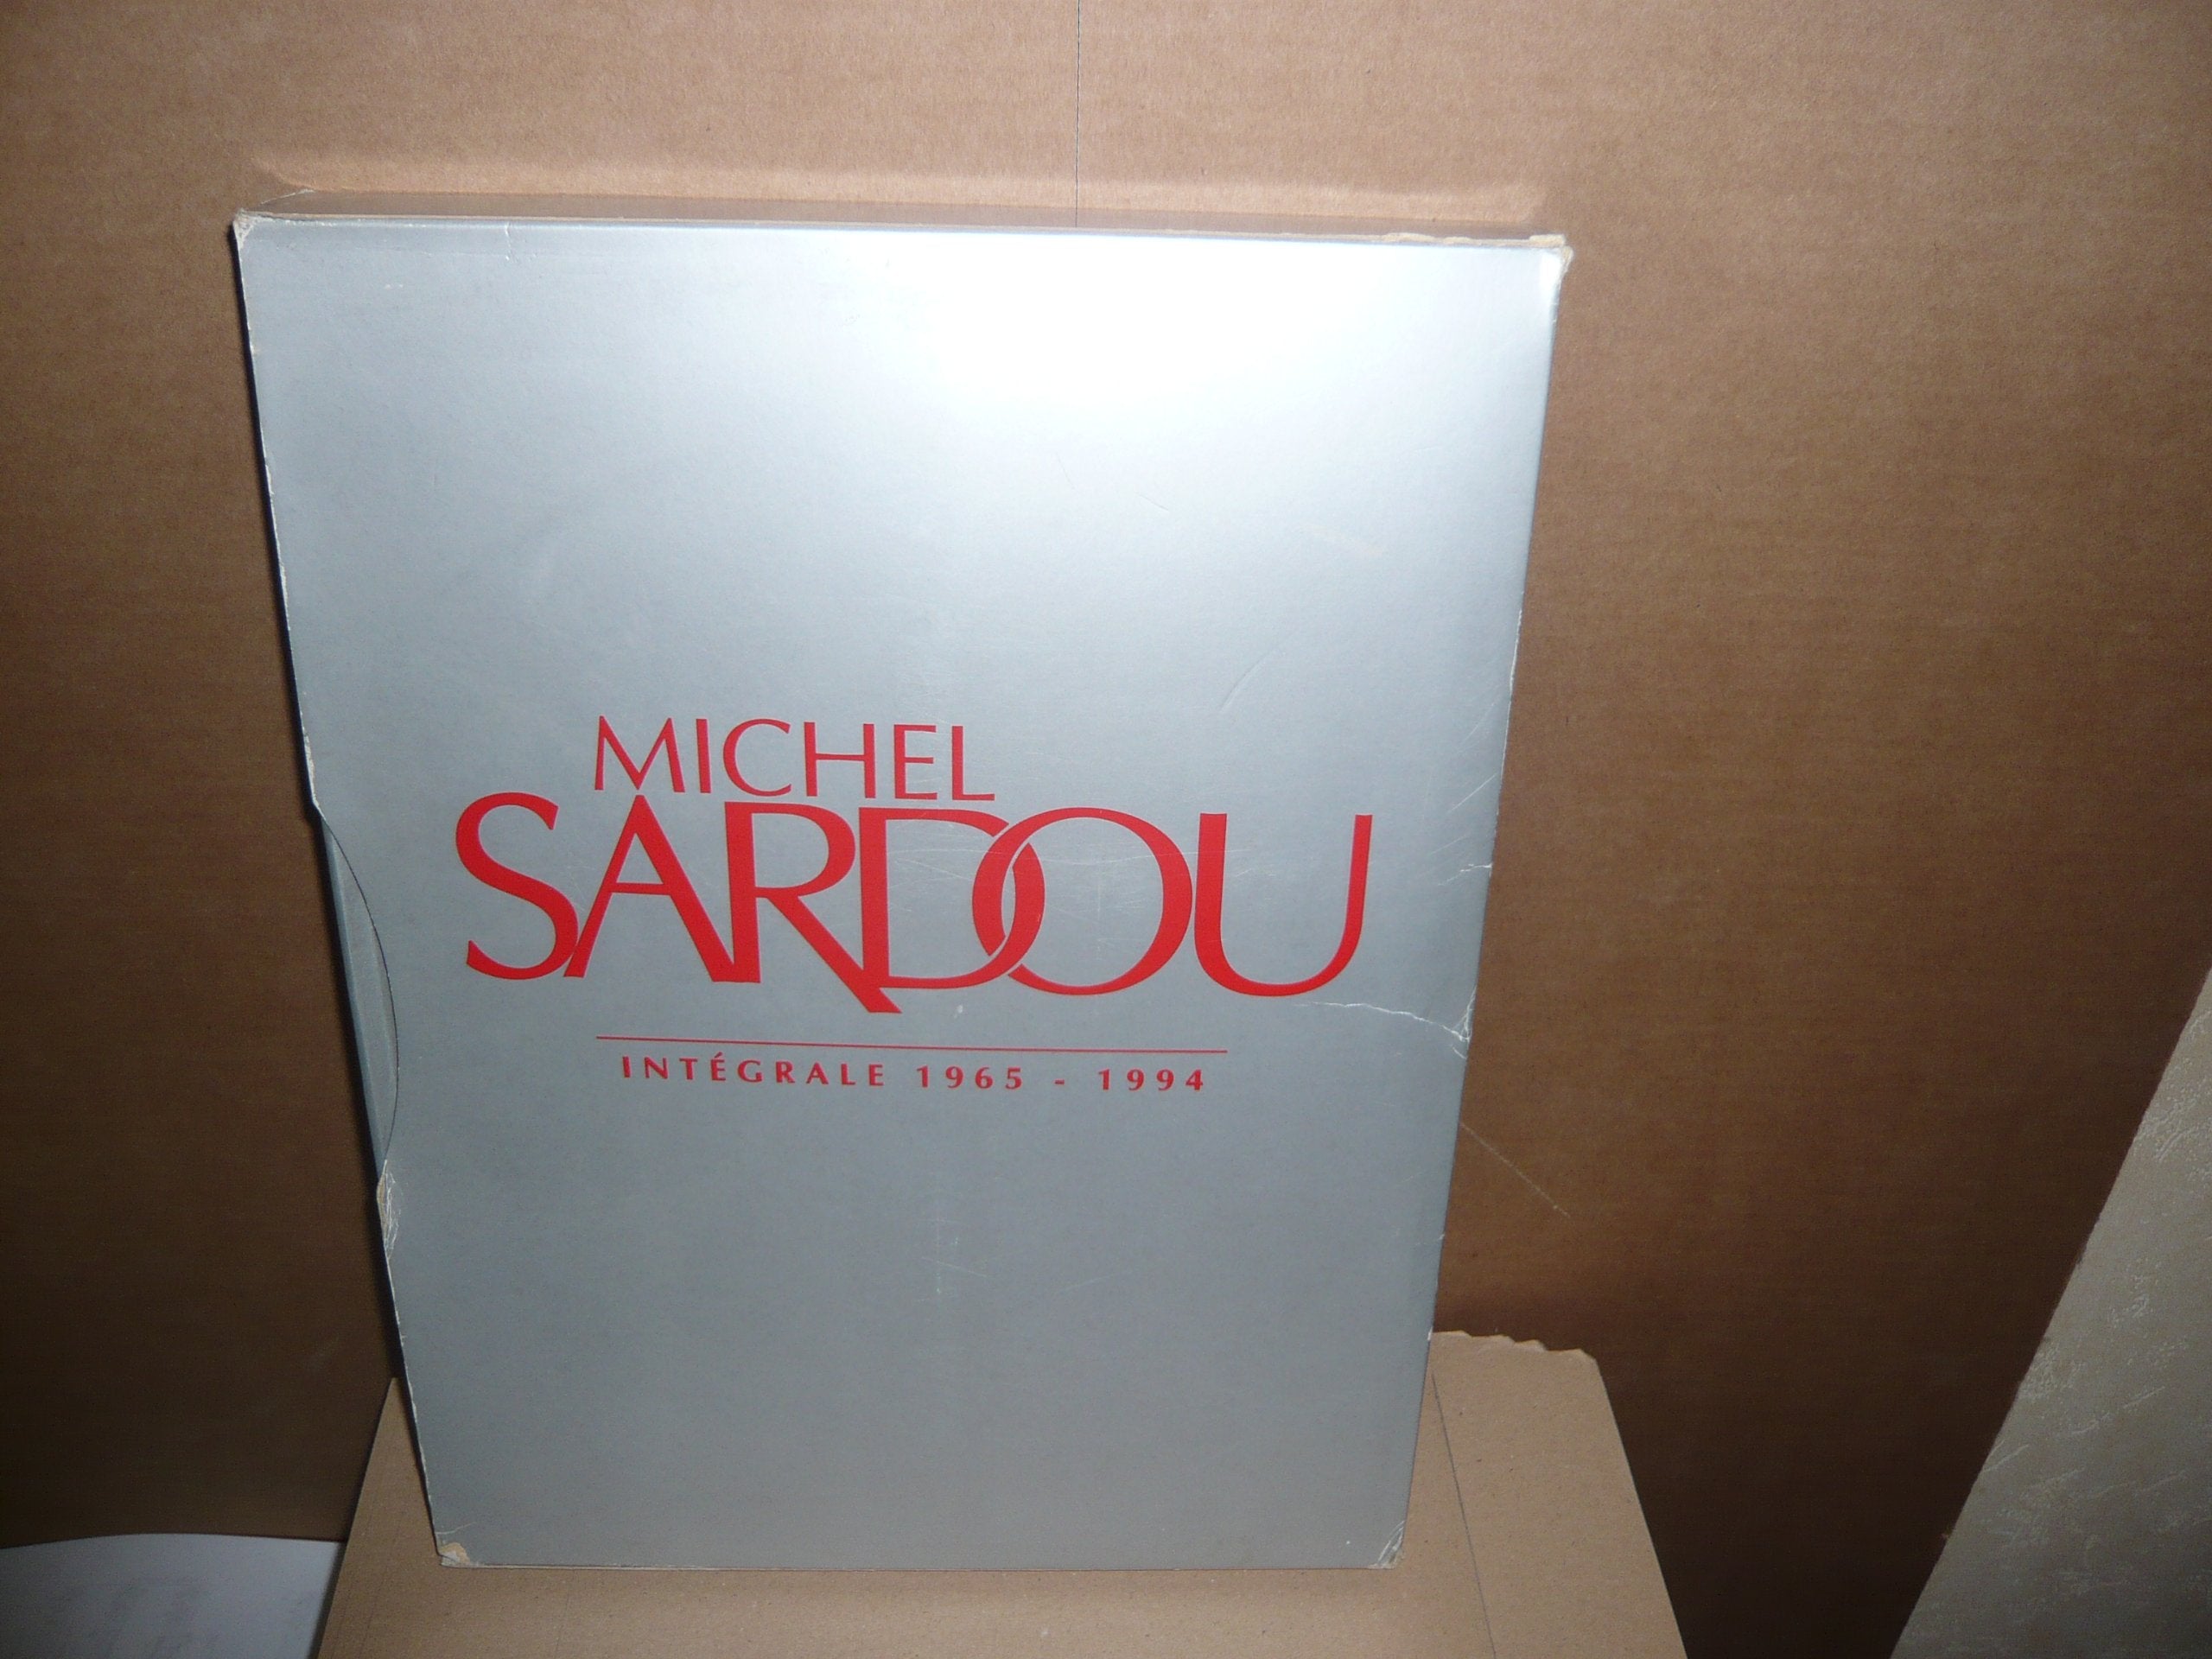 MICHEL
SARDOU
INTÉGRALE 1965 - 1994